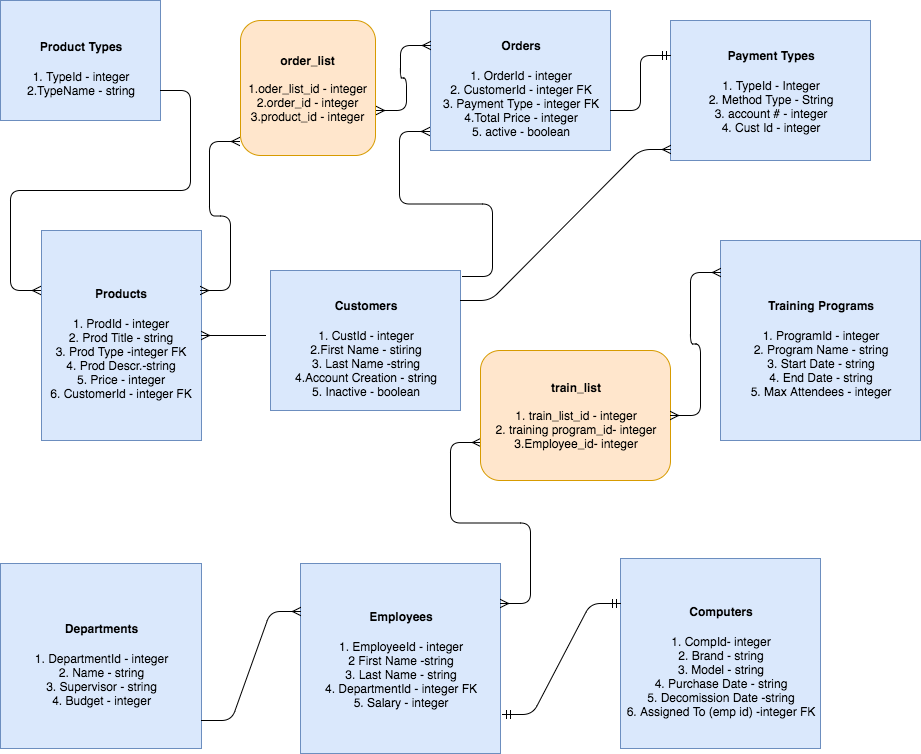 Product Types
1. TypeId - integer
2.TypeName - string
order_list
1.oder_list_id - integer
2.order_id - integer
3.product_id - integer
Orders
1. OrderId - integer
2. CustomerId - integer FK
3. Payment Type - integer FK
4.Total Price - integer
5. active - boolean
Payment Types
1. TypeId - Integer
2. Method Type - String
3. account # - integer
4. Cust Id - integer
Products
1. ProdId - integer
2. Prod Title - string
3. Prod Type -integer FK
4. Prod Descr.-string
5. Price - integer
6. CustomerId - integer FK
Customers
1. CustId - integer
2.First Name - stiring
3. Last Name -string
4.Account Creation - string
5. Inactive - boolean
Training Programs
1. ProgramId - integer
2. Program Name - string
3. Start Date - string
4. End Date - string
5. Max Attendees - integer
train_list
1. train_list_id - integer
2. training program_id- integer
3.Employee_id- integer
Departments
1. DepartmentId - integer
2. Name - string
3. Supervisor - string
4. Budget - integer
Employees
1. EmployeeId - integer
2 First Name -string
3. Last Name - string
4. DepartmentId - integer FK
5. Salary - integer
Computers
1. CompId- integer
2. Brand - string
3. Model - string
4. Purchase Date - string
5. Decomission Date -string
6. Assigned To (emp id) -integer FK